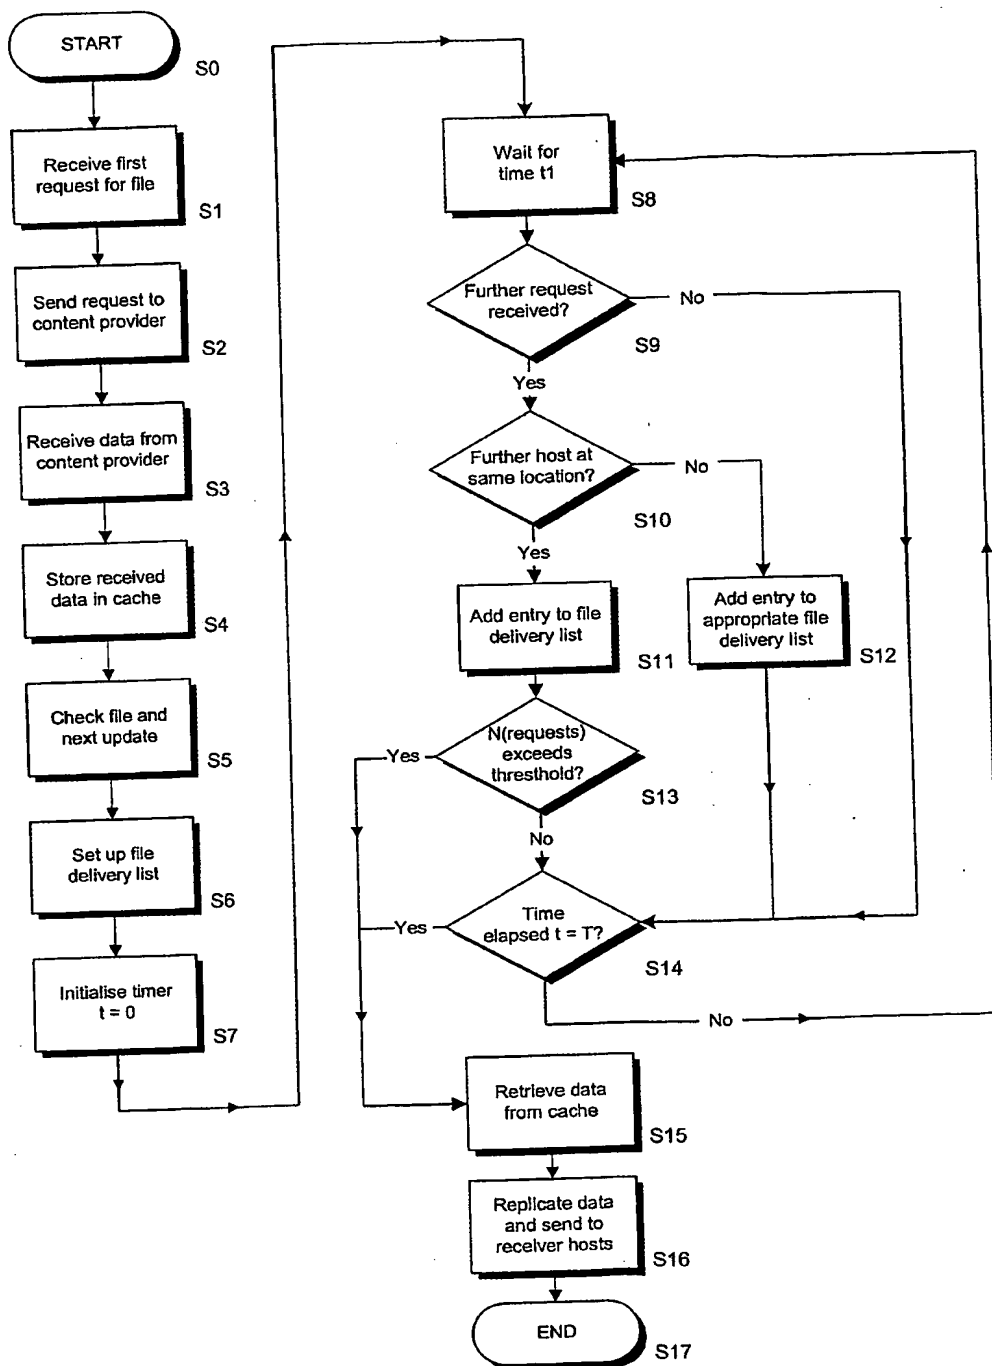 START
S0
Receive first
request for file
S1
Send request to
content provider
S2
Receive data from
content provider
S3
Store received
data in cache
S4
Check file and
next update
S5
Set up file
delivery list
S6
Initialise timer
t = 0
S7
Wait for
time t1
S8
Further request
received?
S9
No
Yes
Further host at
same location?
S10
No
Yes
Add entry to file
delivery list
S11
Add entry to
appropriate file
delivery list
S12
N(requests)
exceeds
thresthold?
S13
Yes
No
Time
elapsed t = T?
S14
Yes
No
Retrieve data
from cache
S15
Replicate data
and send to
receiver hosts
S16
END
S17